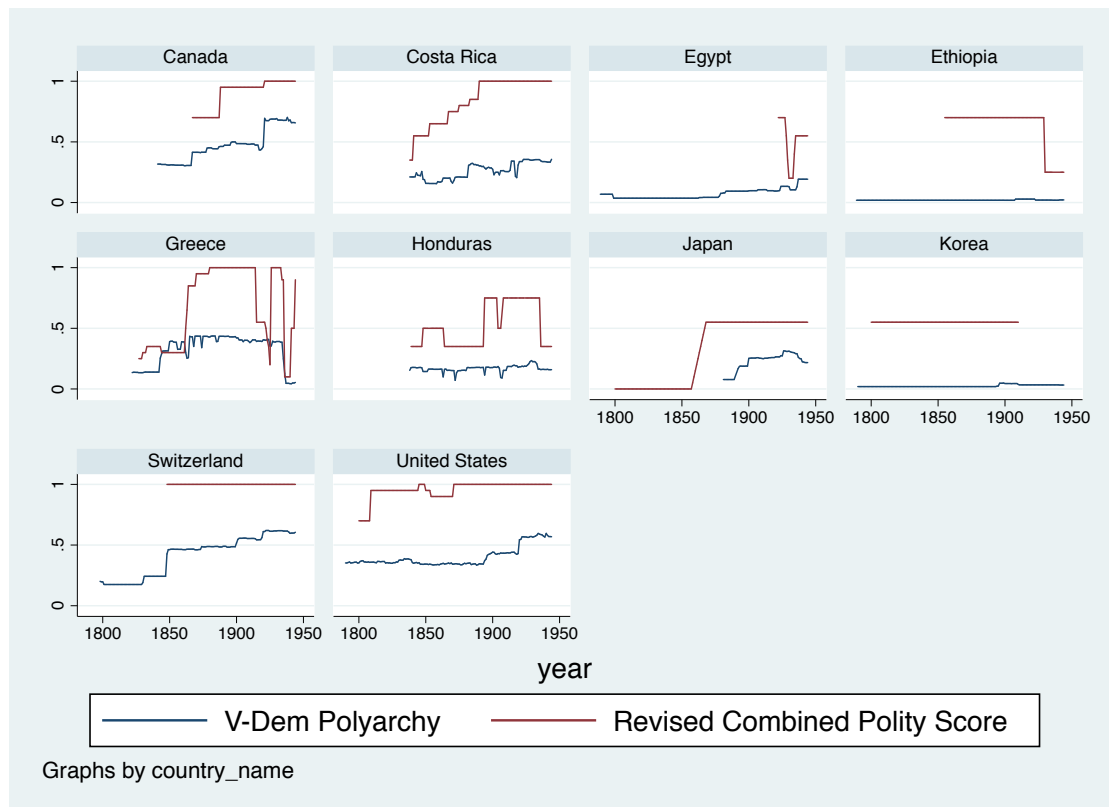 Canada Costa Rica Egypt Ethiopia
1
.5
0
Greece Honduras Japan Korea
1
.5
0
1800 1850 1900 1950 1800 1850 1900 1950
Switzerland United States
1
.5
0
1800 1850 1900 1950 1800 1850 1900 1950
year
V-Dem Polyarchy Revised Combined Polity Score
Graphs by country_name